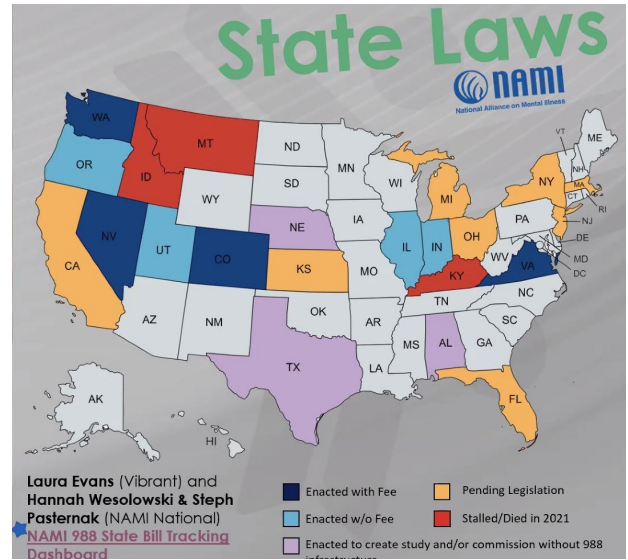 State Laws
NAMI
National Alliance on Mental Illness
WA
OR
CA
NV
ID
MT
WY
UT
CO
AZ
NM
ND
SD
NE
KS
OK
TX
MN
IA
MO
AR
LA
WI
IL
IN
MI
OH
KY
TN
MS
AL
GA
FL
SC
NC
VA
WV
PA
NY
VT
NH
ME
MA
CT
RI
NJ
DE
MD
DC
AK
HI
Laura Evans (Vibrant) and
Hannah Wesolowski & Steph
Pasternak (NAMI National)
NAMI 988 State Bill Tracking
Dashboard
Enacted with Fee
Enacted w/o Fee
Enacted to create study and/or commission without 988
infrastructure
Pending Legislation
Stalled/Died in 2021